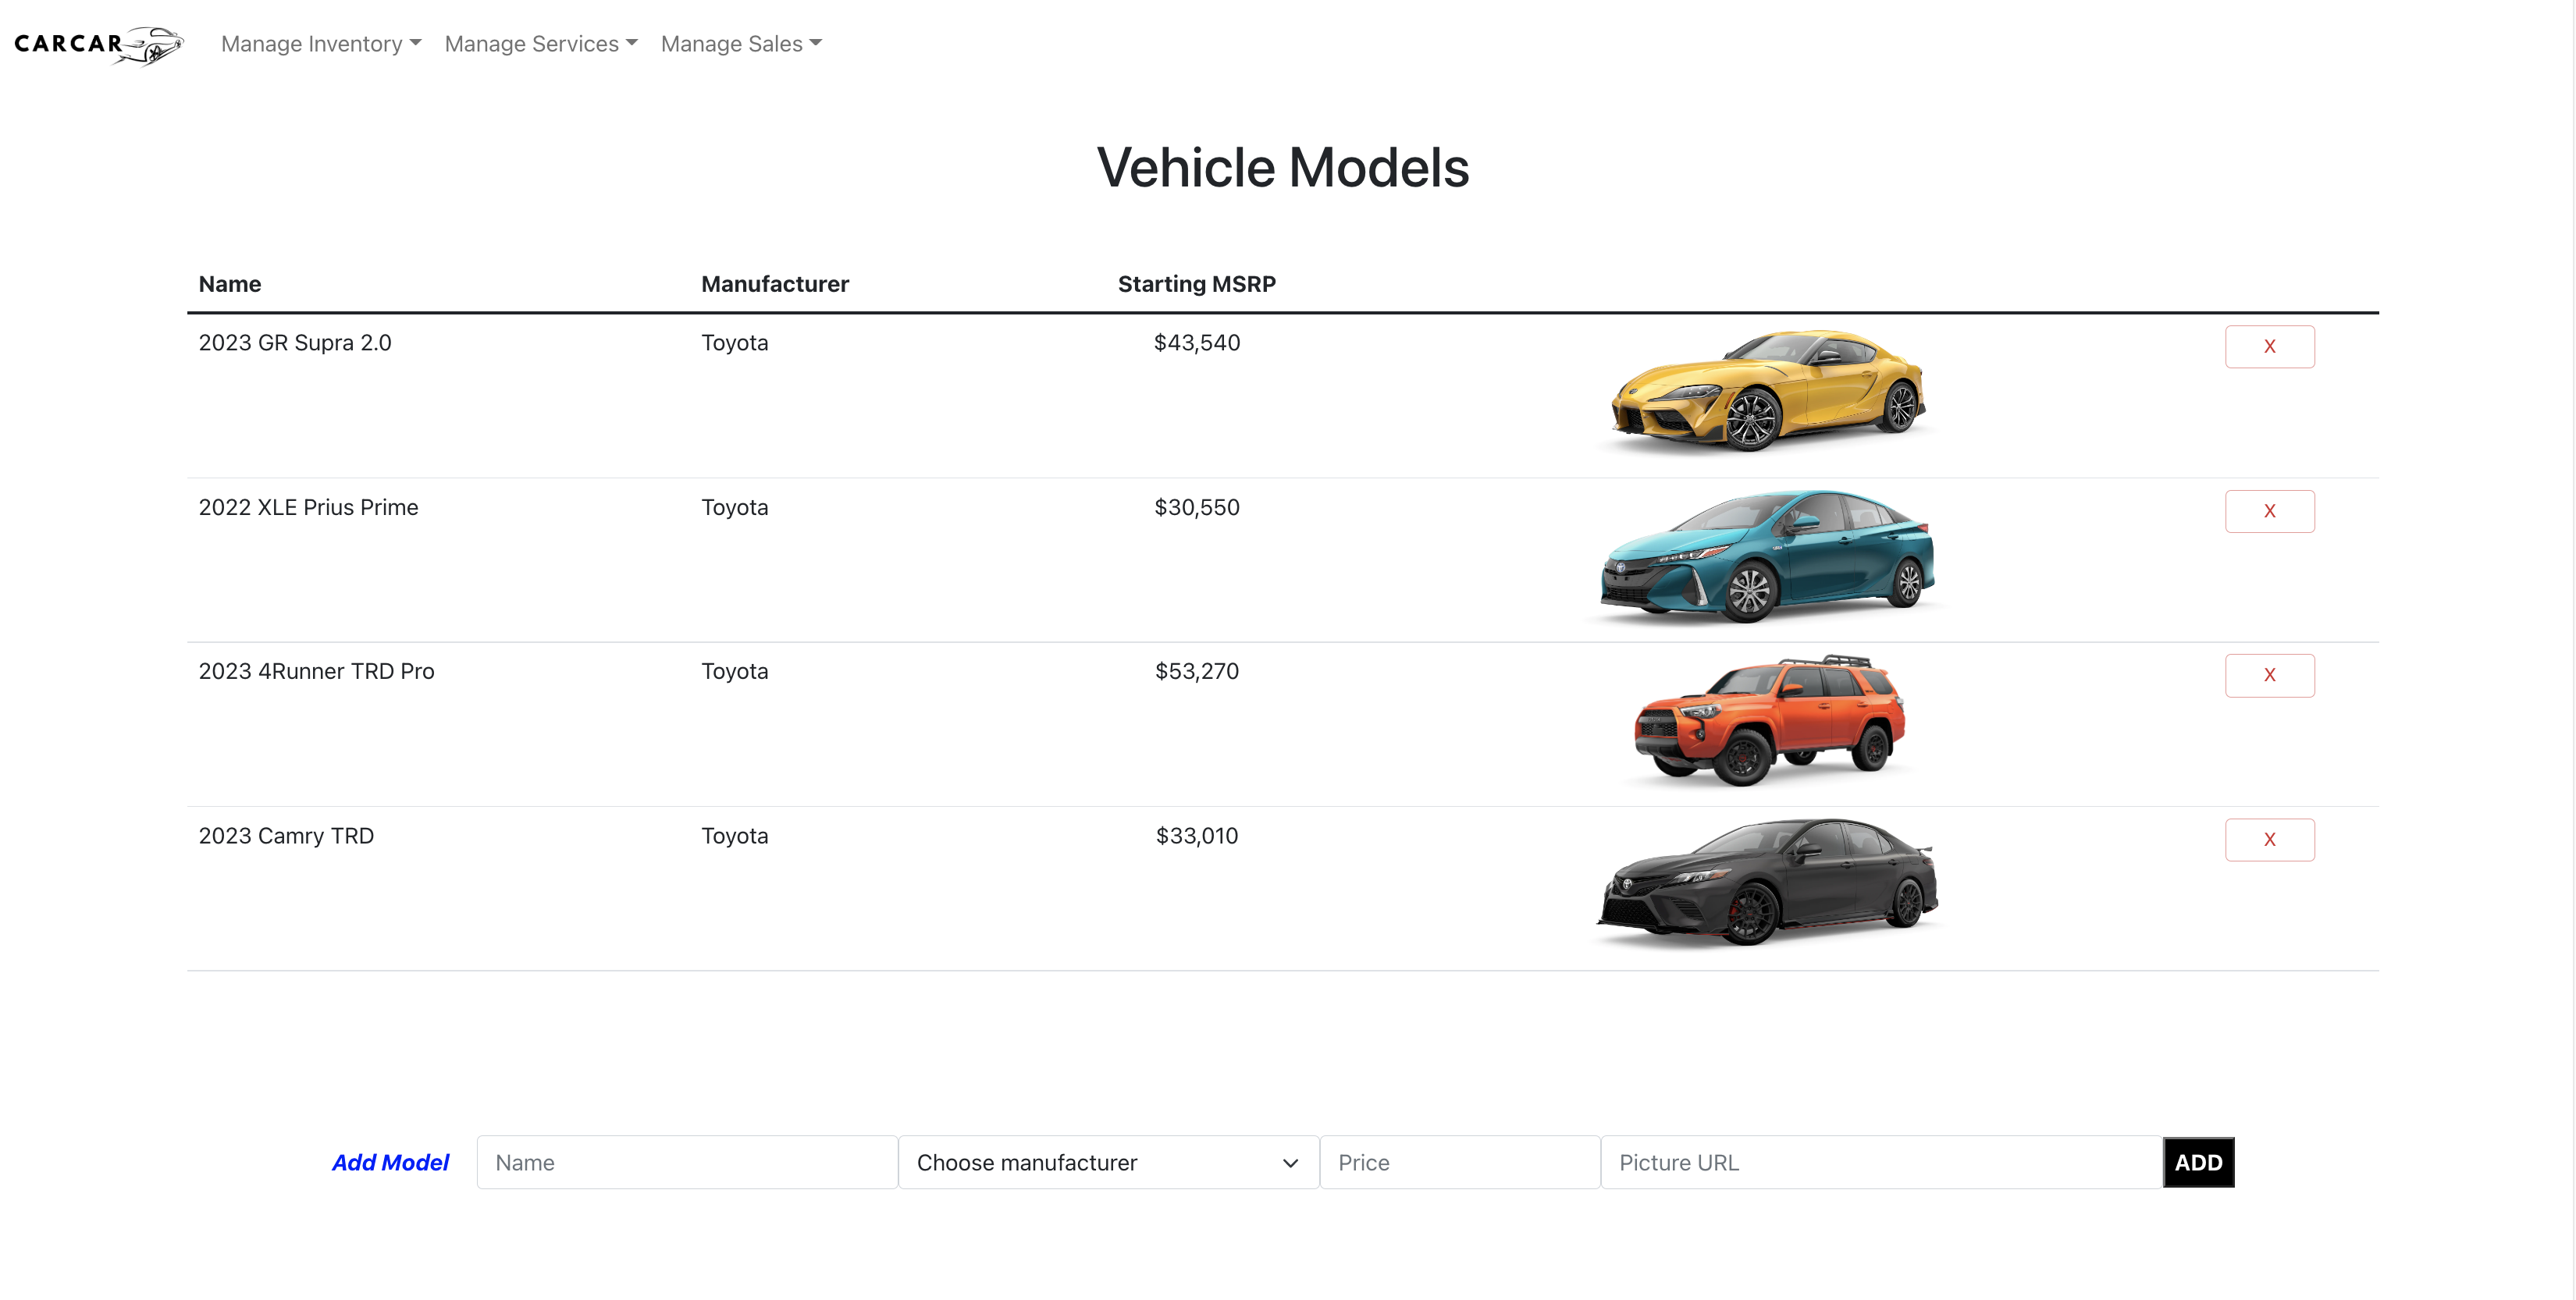 CARCAR Manage Inventory Manage Services Manage Sales
Vehicle Models
Name Manufacturer Starting MSRP
2023 GR Supra 2.0 Toyota $43,540 X
2022 XLE Prius Prime Toyota $30,550 X
2023 4Runner TRD Pro Toyota $53,270 X
2023 Camry TRD Toyota $33,010 X
Add Model Name Choose manufacturer Price Picture URL ADD